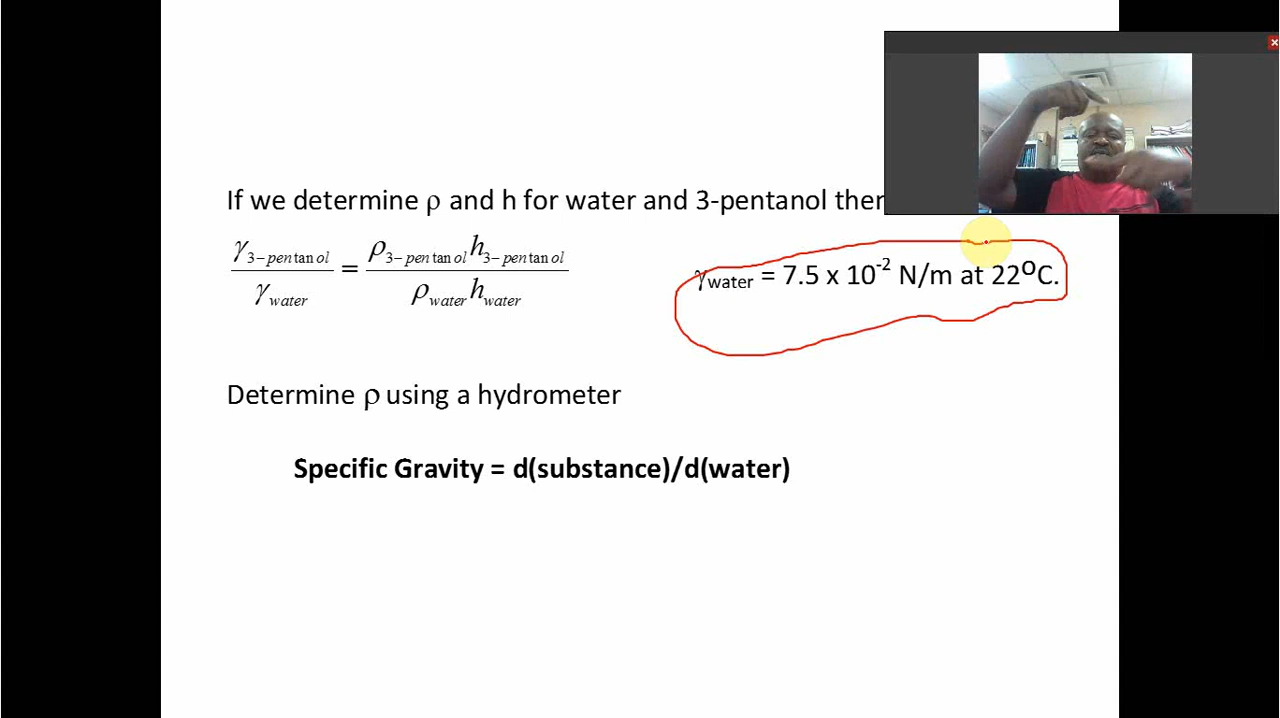 If we determine ρ and h for water and 3-pentanol then
γ3−pentanol / γwater = ρ3−pentanol h3−pentanol / ρwater hwater
γwater = 7.5 x 10-2 N/m at 22oC.
Determine ρ using a hydrometer
Specific Gravity = d(substance)/d(water)